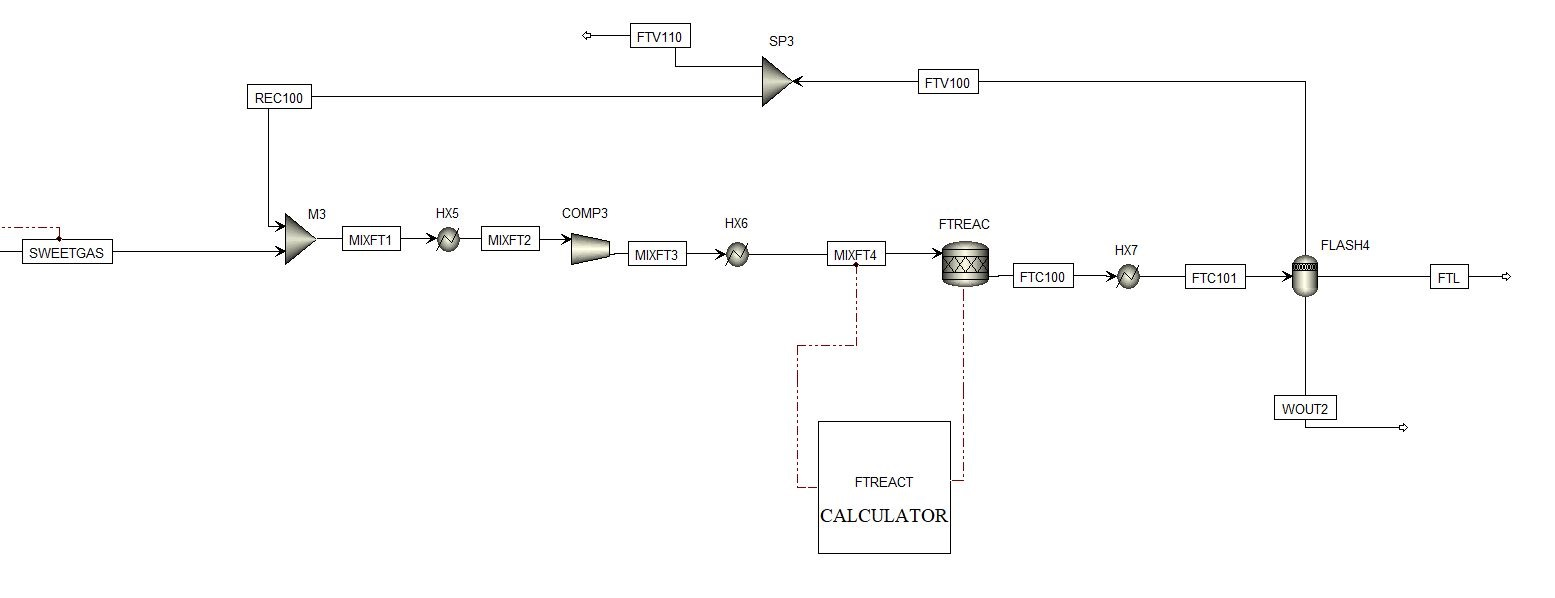 FTV110
SP3
REC100
FTV100
M3
HX5
COMP3
HX6
FTREAC
HX7
FLASH4
SWEETGAS
MIXFT1
MIXFT2
MIXFT3
MIXFT4
FTC100
FTC101
FTL
WOUT2
FTREACT
CALCULATOR